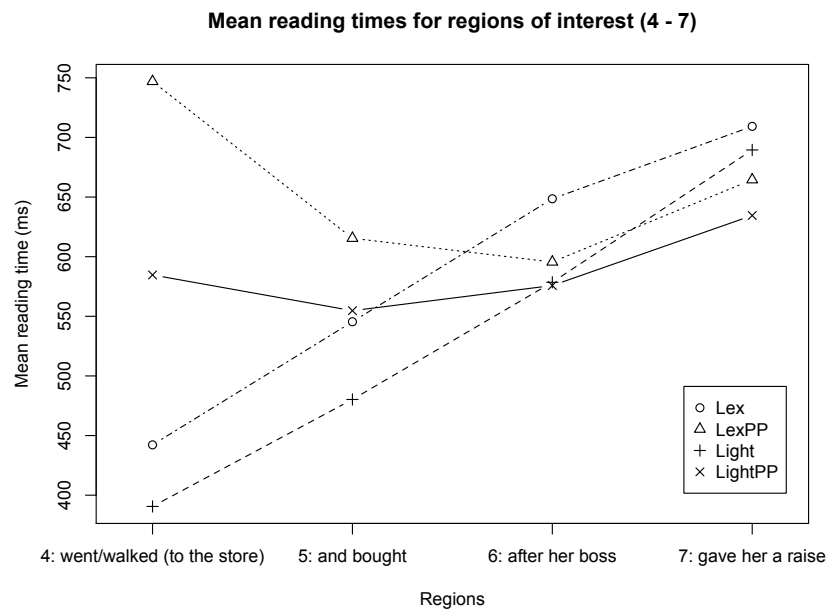 Mean reading times for regions of interest (4 - 7)
Mean reading time (ms)
750
700
650
600
550
500
450
400
Lex
LexPP
Light
LightPP
4: went/walked (to the store)
5: and bought
6: after her boss
7: gave her a raise
Regions